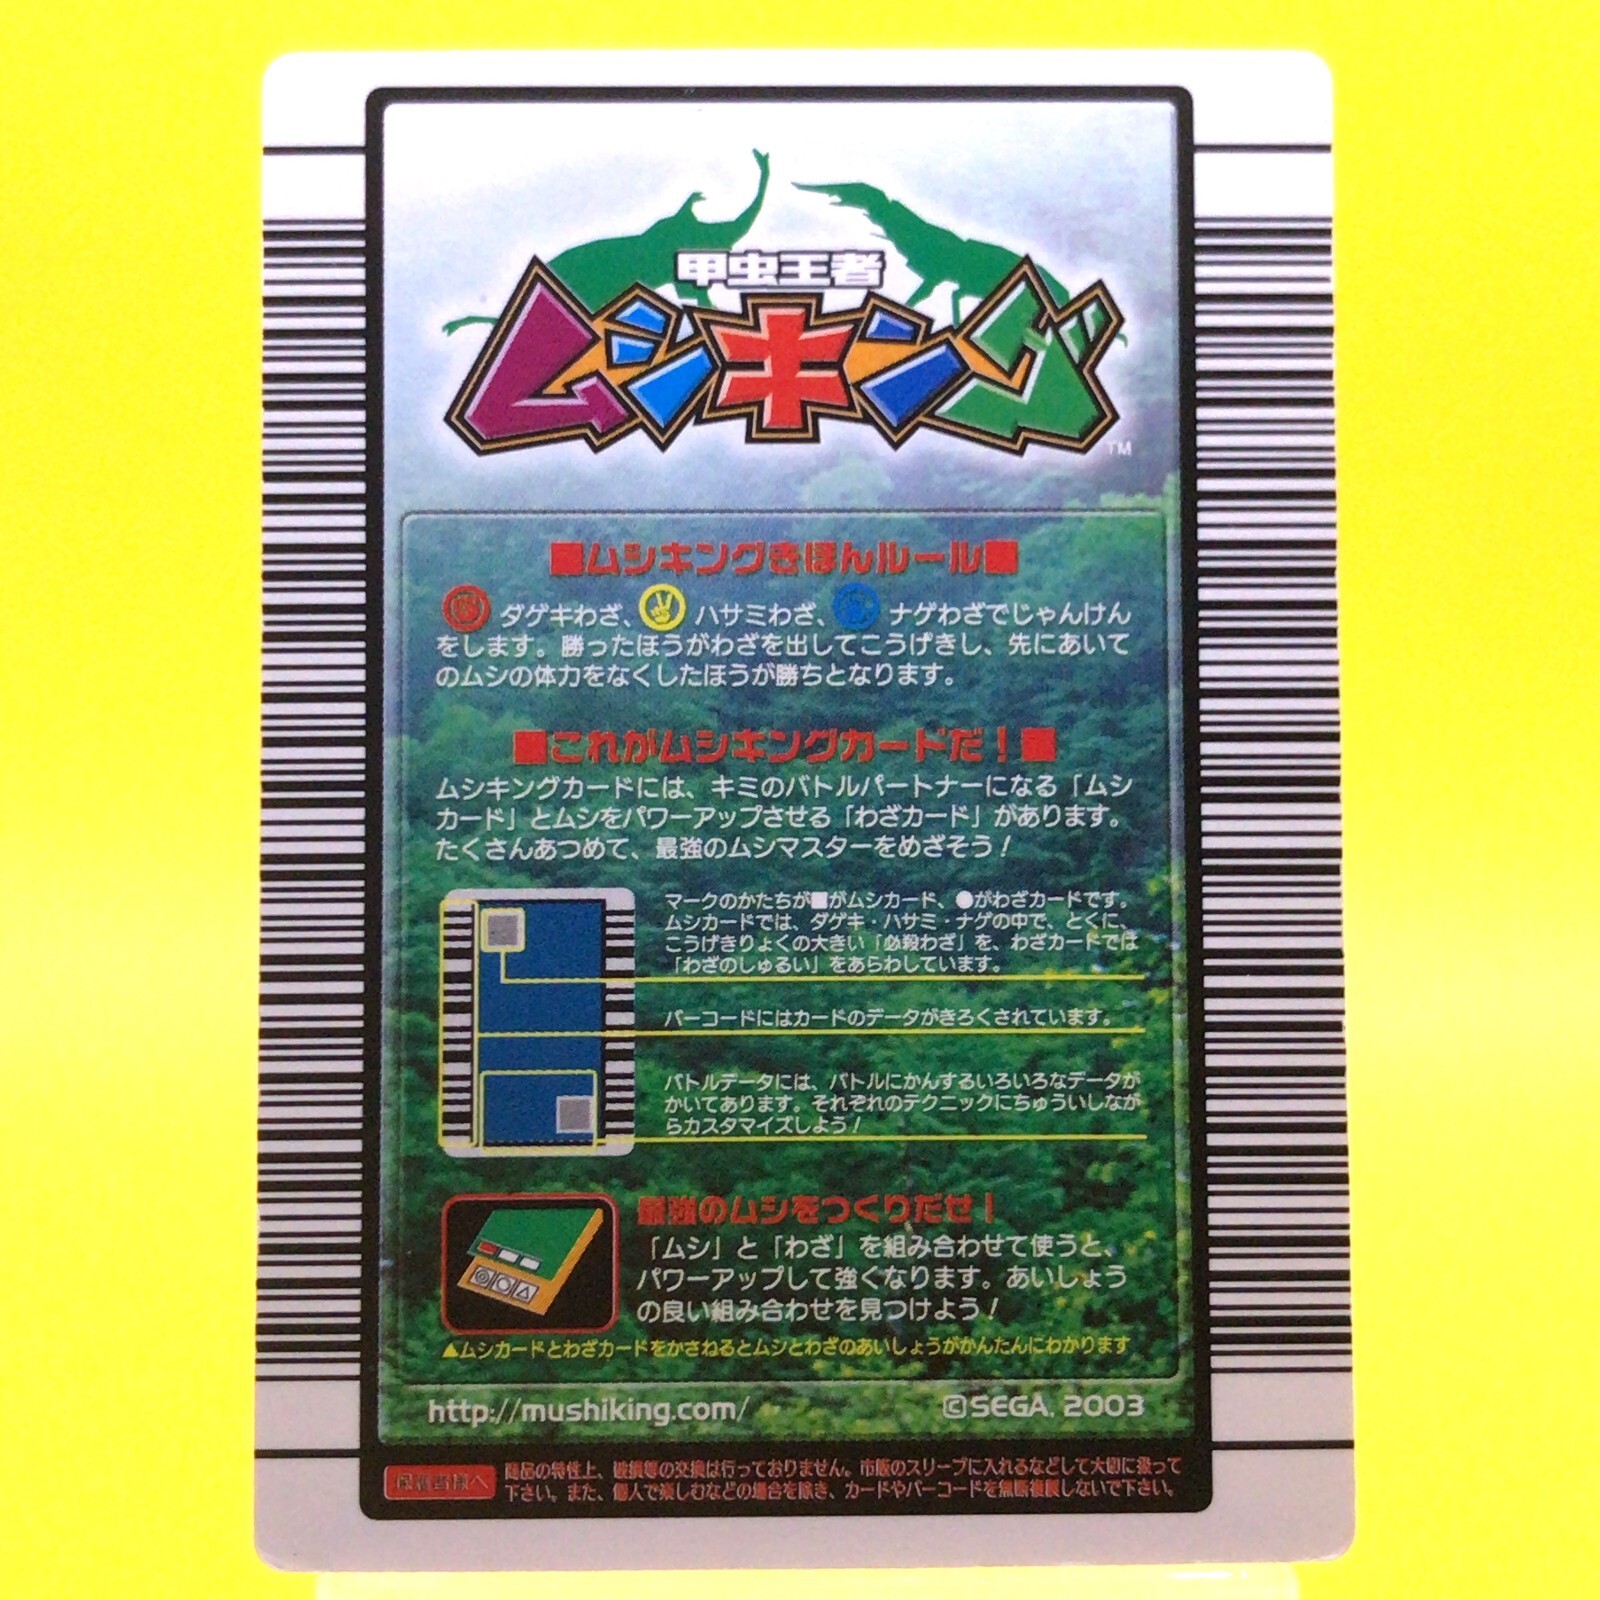 甲虫王者
ムシキング
TM
■ムシキングきほんルール■
ダゲキわざ、 ハサミわざ、 ナゲわざでじゃんけん
をします。勝ったほうがわざを出してこうげきし、先にあいて
のムシの体力をなくしたほうが勝ちとなります。
■これがムシキングカードだ！■
ムシキングカードには、キミのバトルパートナーになる「ムシ
カード」とムシをパワーアップさせる「わざカード」があります。
たくさんあつめて、最強のムシマスターをめざそう！
マークのかたちが■がムシカード、●がわざカードです。
ムシカードでは、ダゲキ・ハサミ・ナゲの中で、とくに、
こうげきりょくの大きい「必殺わざ」を、わざカードでは
「わざのしゅるい」をあらわしています。
バーコードにはカードのデータがきろくされています。
バトルデータには、バトルにかんするいろいろなデータが
かいてあります。それぞれのテクニックにちゅういしなが
らカスタマイズしよう！
最強のムシをつくりだせ！
「ムシ」と「わざ」を組み合わせて使うと、
パワーアップして強くなります。あいしょう
の良い組み合わせを見つけよう！
▲ムシカードとわざカードをかさねるとムシとわざのあいしょうがかんたんにわかります
http://mushiking.com/
©SEGA, 2003
保護者様へ
商品の特性上、破損等の交換は行っておりません。市販のスリーブに入れるなどして大切に扱って
下さい。また、個人で楽しむなどの場合を除き、カードやバーコードを無断複製しないで下さい。